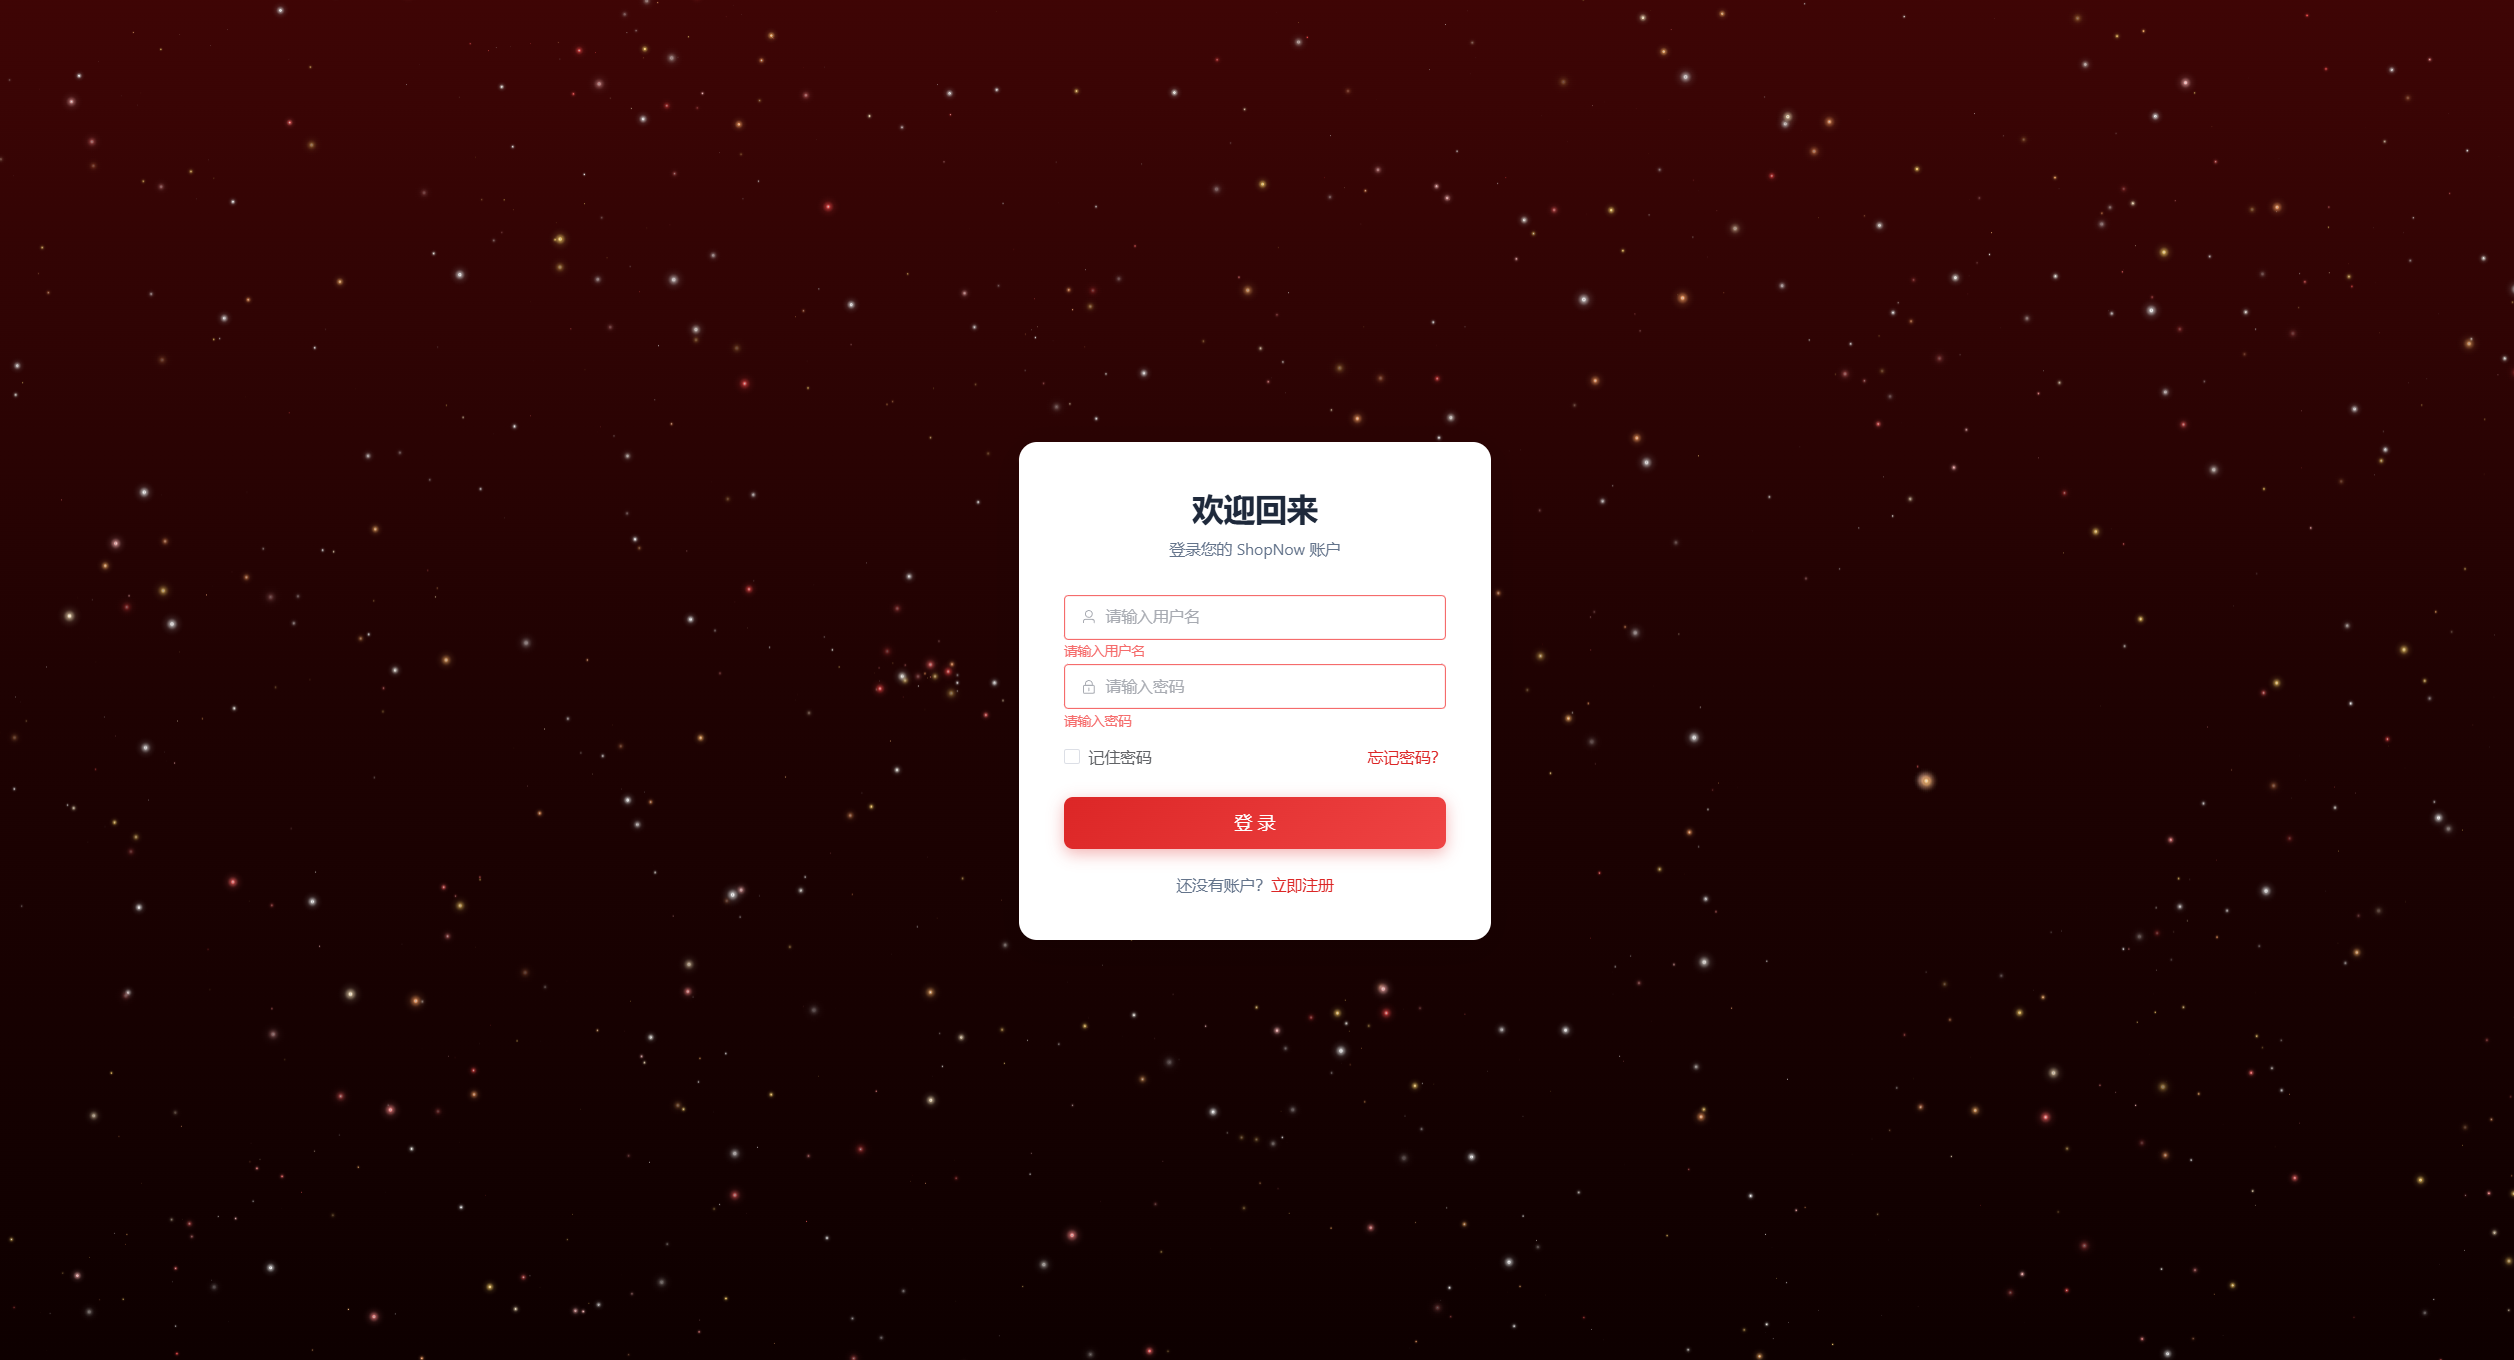 欢迎回来
登录您的 ShopNow 账户
请输入用户名
请输入用户名
请输入密码
请输入密码
记住密码 忘记密码?
登 录
还没有账户? 立即注册